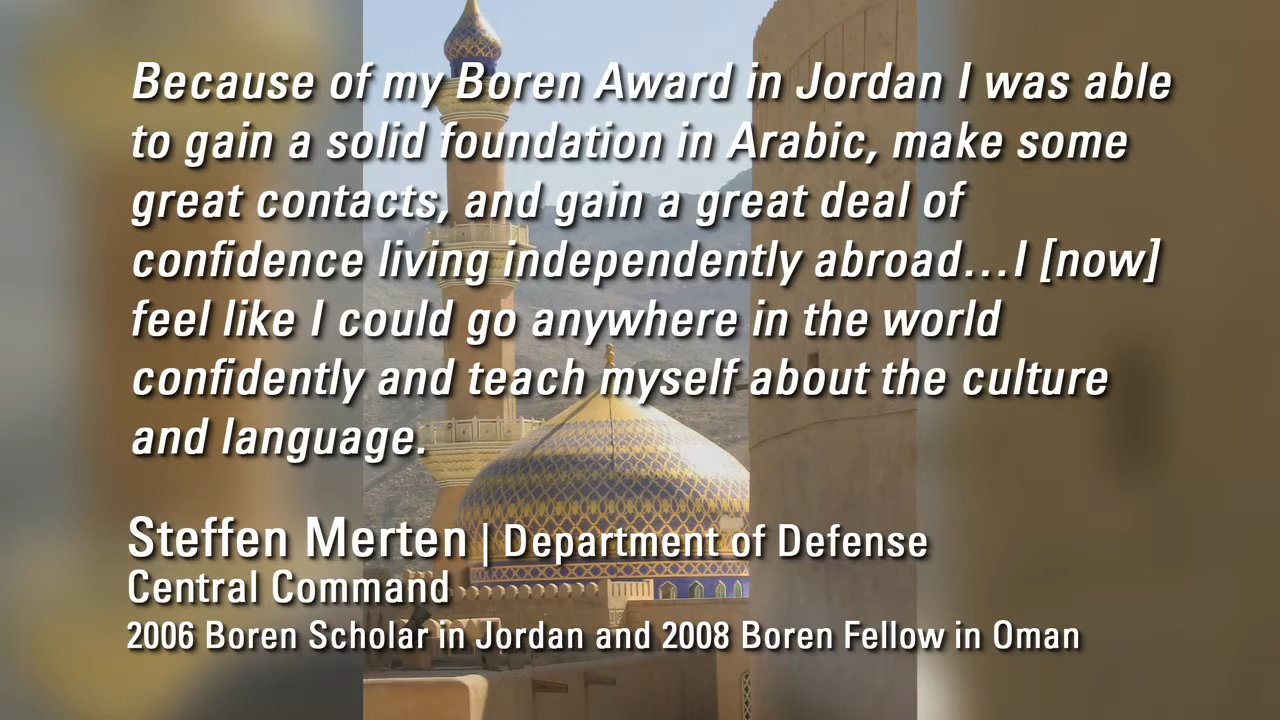 Because of my Boren Award in Jordan I was able
to gain a solid foundation in Arabic, make some
great contacts, and gain a great deal of
confidence living independently abroad…I [now]
feel like I could go anywhere in the world
confidently and teach myself about the culture
and language.
Steffen Merten | Department of Defense
Central Command
2006 Boren Scholar in Jordan and 2008 Boren Fellow in Oman